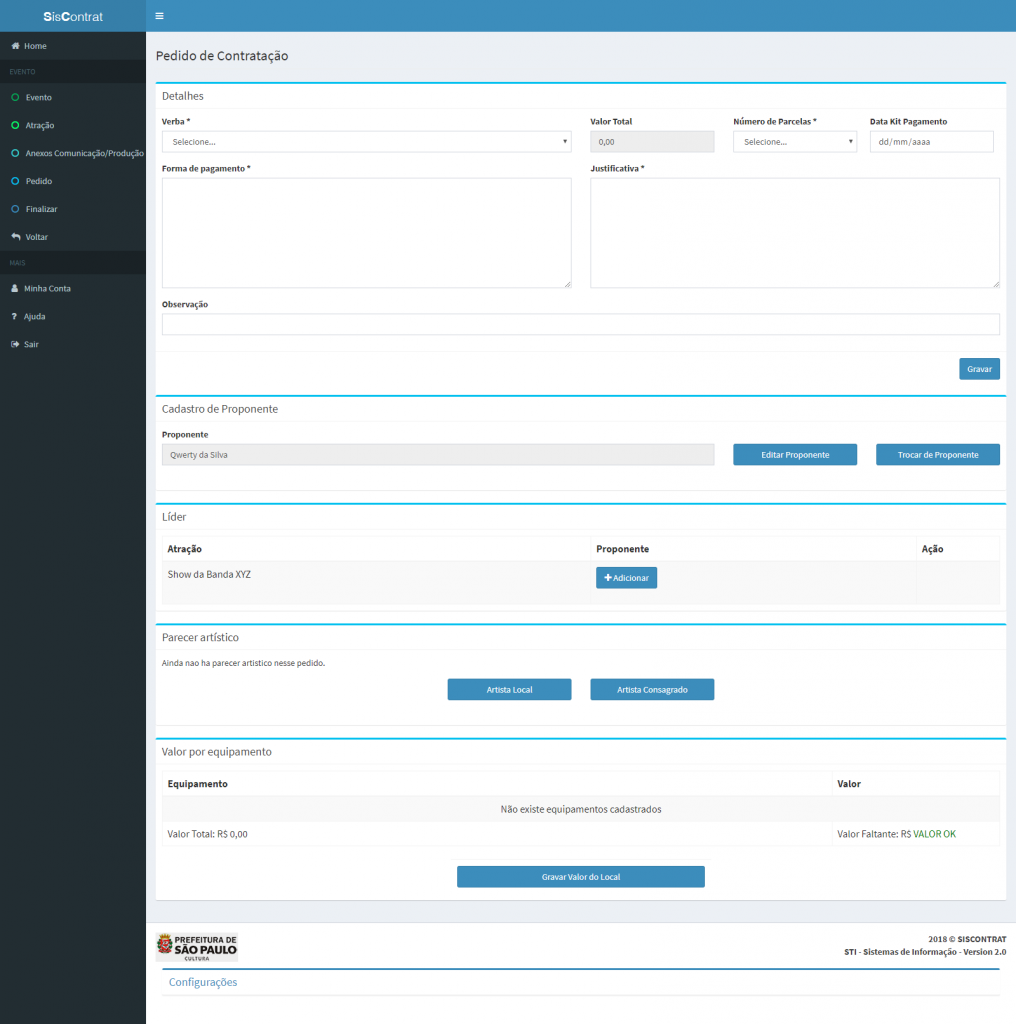 SisContrat
Home
EVENTO
Evento
Atração
Anexos Comunicação/Produção
Pedido
Finalizar
Voltar
MAIS
Minha Conta
Ajuda
Sair
Pedido de Contratação
Detalhes
Verba * Valor Total Número de Parcelas * Data Kit Pagamento
Selecione... 0,00 Selecione... dd/mm/aaaa
Forma de pagamento * Justificativa *
Observação
Gravar
Cadastro de Proponente
Proponente
Qwerty da Silva Editar Proponente Trocar de Proponente
Líder
Atração Proponente Ação
Show da Banda XYZ Adicionar
Parecer artístico
Ainda nao ha parecer artistico nesse pedido.
Artista Local Artista Consagrado
Valor por equipamento
Equipamento Valor
Não existe equipamentos cadastrados
Valor Total: R$ 0,00 Valor Faltante: R$ VALOR OK
Gravar Valor do Local
PREFEITURA DE
SÃO PAULO
CULTURA
2018 © SISCONTRAT
STI - Sistemas de Informação - Version 2.0
Configurações